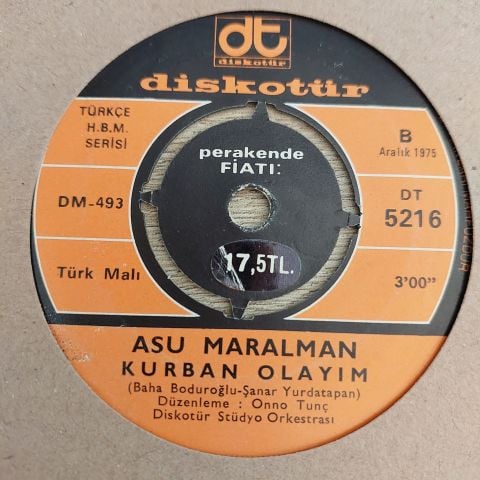 dt
diskotür
diskotür
TÜRKÇE
H.B.M.
SERİSİ
B
Aralık 1975
perakende
FİATI:
DM-493
DT
5216
17,5TL.
Türk Malı
3'00"
ASU MARALMAN
KURBAN OLAYIM
(Baha Boduroğlu-Şanar Yurdatapan)
Düzenleme : Onno Tunç
Diskotür Stüdyo Orkestrası